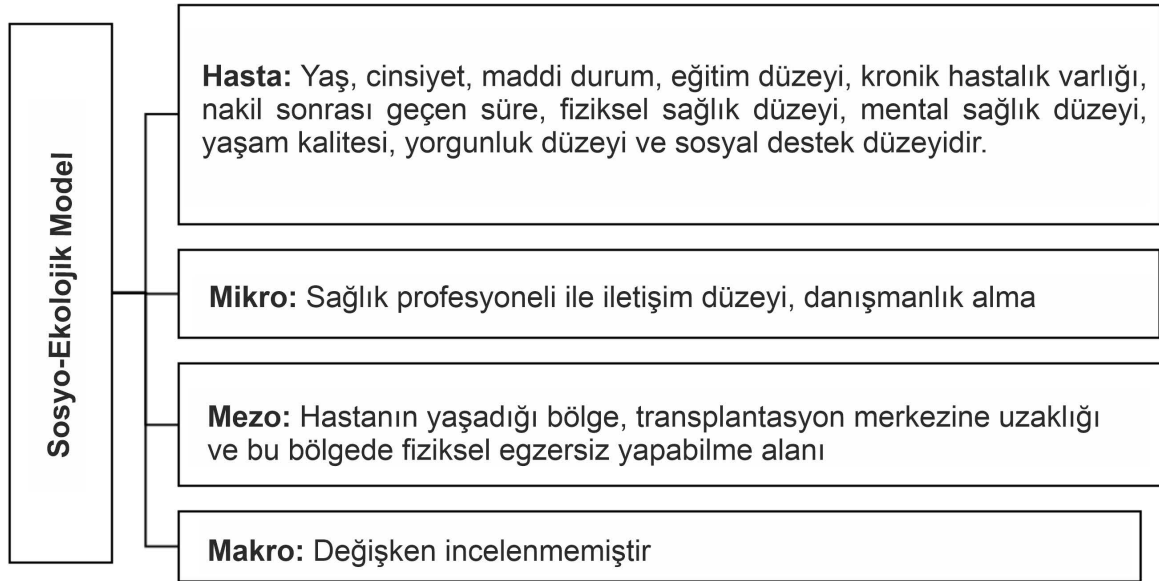 Sosyo-Ekolojik Model
Hasta: Yaş, cinsiyet, maddi durum, eğitim düzeyi, kronik hastalık varlığı,
nakil sonrası geçen süre, fiziksel sağlık düzeyi, mental sağlık düzeyi,
yaşam kalitesi, yorgunluk düzeyi ve sosyal destek düzeyidir.
Mikro: Sağlık profesyoneli ile iletişim düzeyi, danışmanlık alma
Mezo: Hastanın yaşadığı bölge, transplantasyon merkezine uzaklığı
ve bu bölgede fiziksel egzersiz yapabilme alanı
Makro: Değişken incelenmemiştir